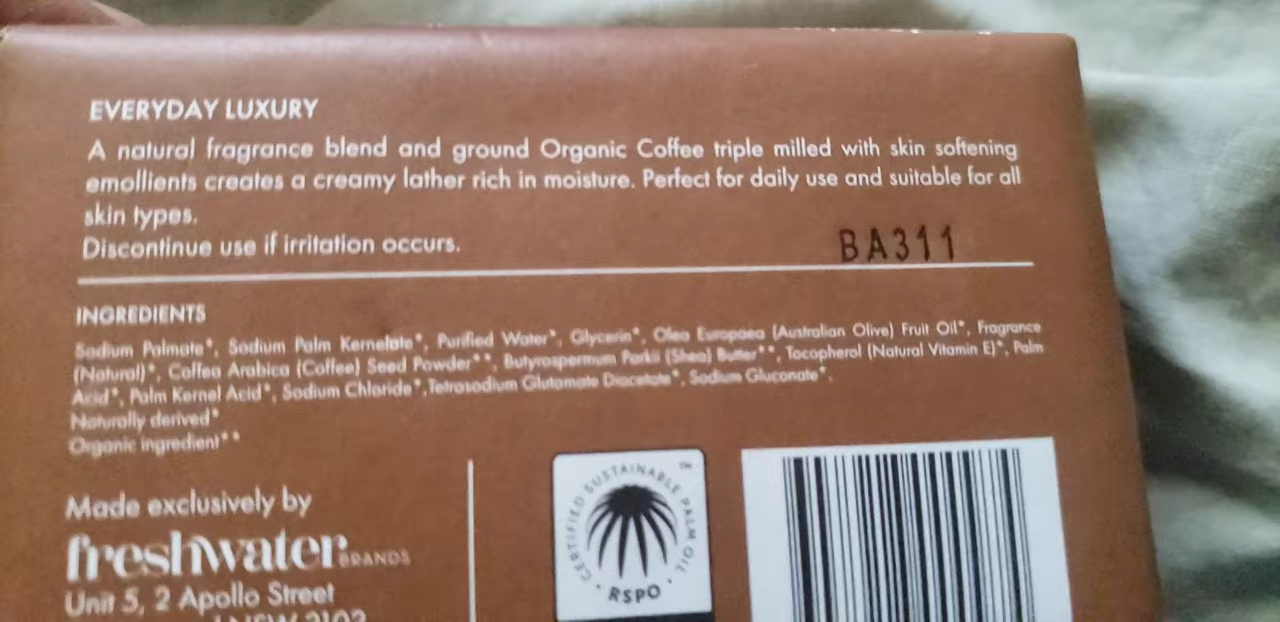 EVERYDAY LUXURY
A natural fragrance blend and ground Organic Coffee triple milled with skin softening
emollients creates a creamy lather rich in moisture. Perfect for daily use and suitable for all
skin types.
Discontinue use if irritation occurs.
BA311
INGREDIENTS
Sodium Palmate*, Sodium Palm Kernelate*, Purified Water*, Glycerin*, Olea Europaea (Australian Olive) Fruit Oil*, Fragrance
(Natural)*, Coffea Arabica (Coffee) Seed Powder**, Butyrospermum Parkii (Shea) Butter**, Tocopherol (Natural Vitamin E)*, Palm
Acid*, Palm Kernel Acid*, Sodium Chloride*,Tetrasodium Glutamate Diacetate*, Sodium Gluconate*.
Naturally derived*
Organic ingredient**
Made exclusively by
freshwater BRANDS
Unit 5, 2 Apollo Street
NSW 2102
CERTIFIED SUSTAINABLE PALM OIL ™
RSPO